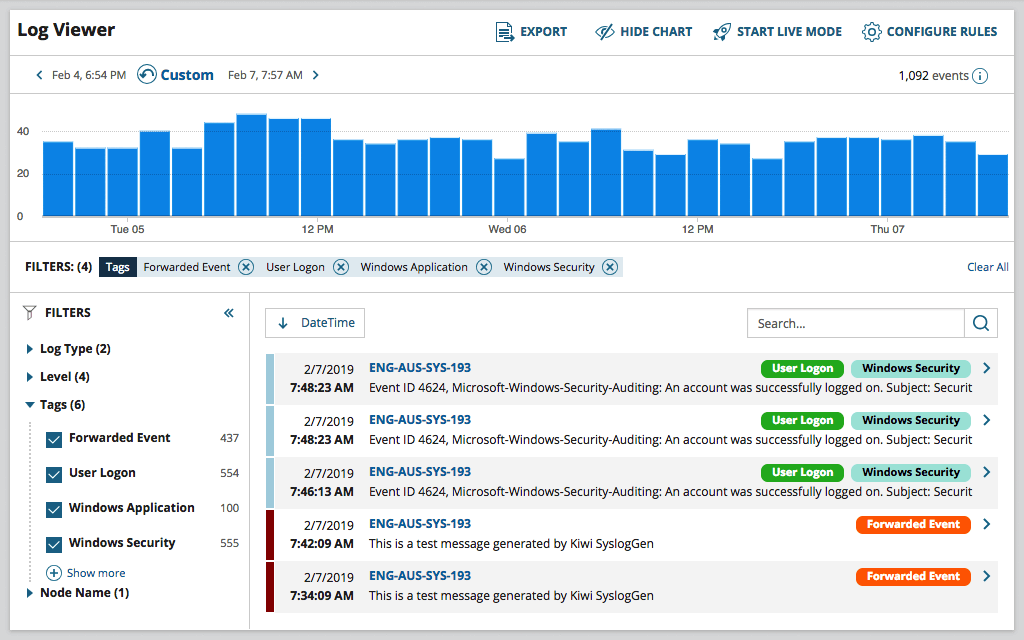 Log Viewer
EXPORT HIDE CHART START LIVE MODE CONFIGURE RULES
Feb 4, 6:54 PM Custom Feb 7, 7:57 AM 1,092 events
40
20
0
Tue 05 12 PM Wed 06 12 PM Thu 07
FILTERS: (4) Tags Forwarded Event User Logon Windows Application Windows Security Clear All
FILTERS
Log Type (2)
Level (4)
Tags (6)
Forwarded Event 437
User Logon 554
Windows Application 100
Windows Security 555
Show more
Node Name (1)
DateTime Search...
2/7/2019 ENG-AUS-SYS-193 User Logon Windows Security
7:48:23 AM Event ID 4624, Microsoft-Windows-Security-Auditing: An account was successfully logged on. Subject: Securit
2/7/2019 ENG-AUS-SYS-193 User Logon Windows Security
7:48:23 AM Event ID 4624, Microsoft-Windows-Security-Auditing: An account was successfully logged on. Subject: Securit
2/7/2019 ENG-AUS-SYS-193 User Logon Windows Security
7:46:13 AM Event ID 4624, Microsoft-Windows-Security-Auditing: An account was successfully logged on. Subject: Securit
2/7/2019 ENG-AUS-SYS-193 Forwarded Event
7:42:09 AM This is a test message generated by Kiwi SyslogGen
2/7/2019 ENG-AUS-SYS-193 Forwarded Event
7:34:09 AM This is a test message generated by Kiwi SyslogGen